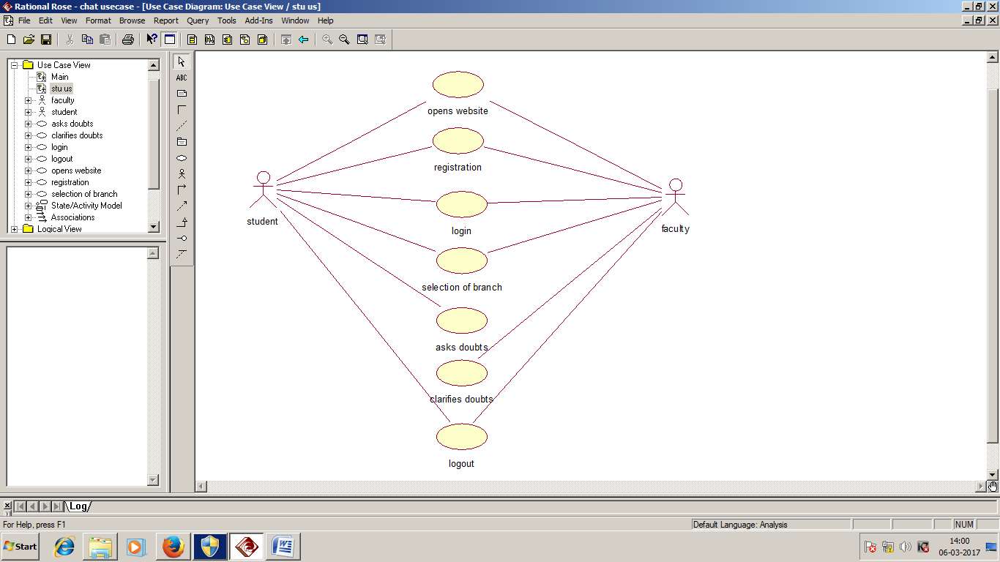 Rational Rose - chat usecase - [Use Case Diagram: Use Case View / stu us]
File Edit View Format Browse Report Query Tools Add-Ins Window Help
Use Case View
Main
stu us
faculty
student
asks doubts
clarifies doubts
login
logout
opens website
registration
selection of branch
State/Activity Model
Associations
Logical View
ABC
opens website
registration
student
login
faculty
selection of branch
asks doubts
clarifies doubts
logout
Log
For Help, press F1
Default Language: Analysis
NUM
Start
14:00
06-03-2017